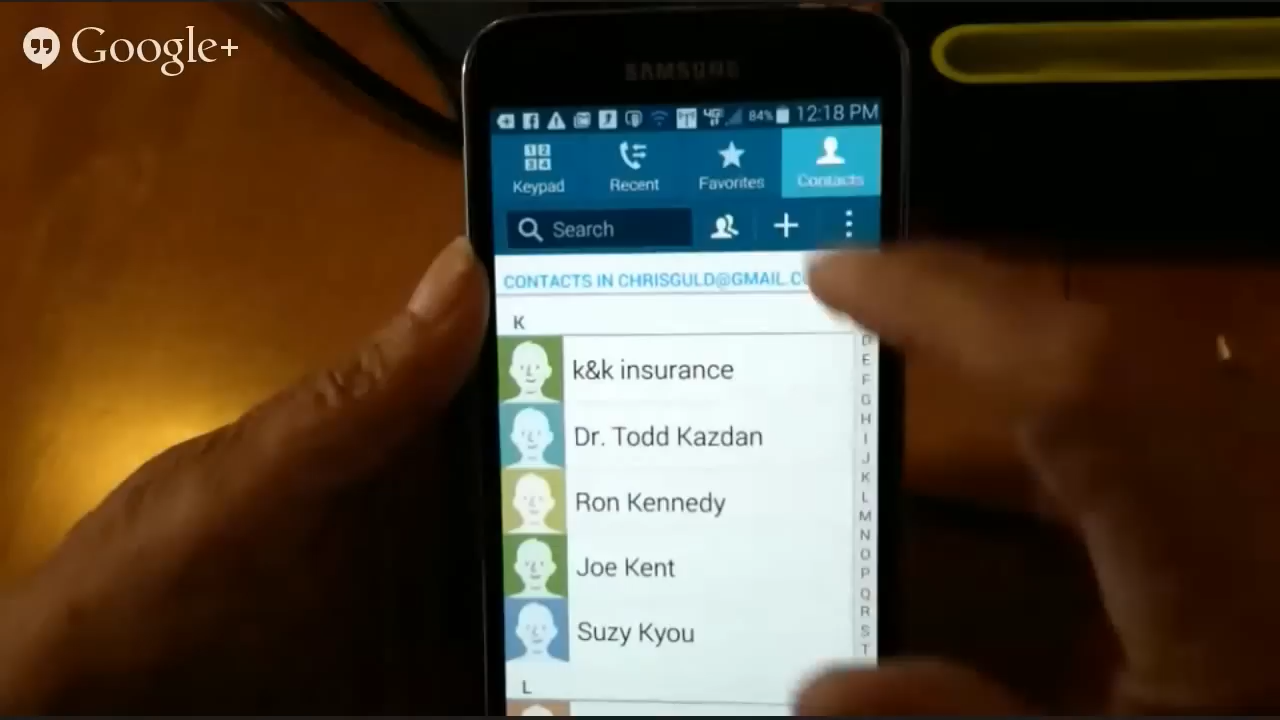 Google+
SAMSUNG
84% 12:18 PM
Keypad
Recent
Favorites
Contacts
Search
CONTACTS IN CHRISGULD@GMAIL.C
K
k&k insurance
Dr. Todd Kazdan
Ron Kennedy
Joe Kent
Suzy Kyou
L
D
E
F
G
H
I
J
K
L
M
N
O
P
Q
R
S
T